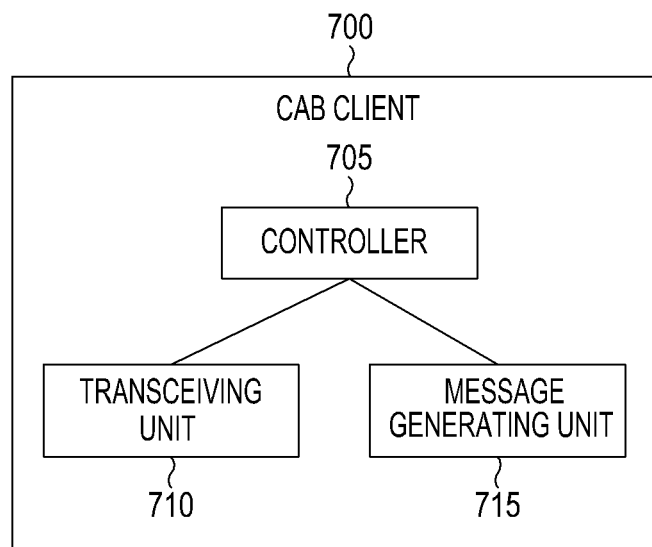 700
CAB CLIENT
705
CONTROLLER
TRANSCEIVING
UNIT
MESSAGE
GENERATING UNIT
710
715